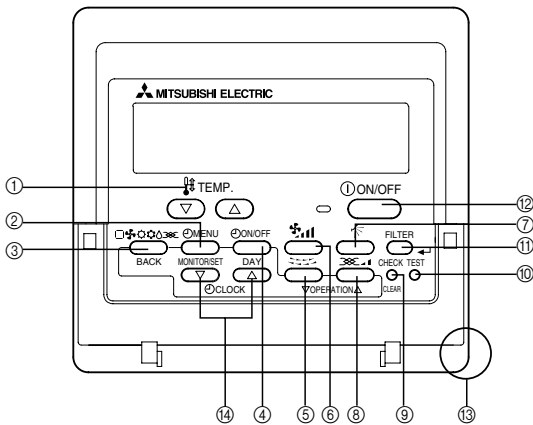 MITSUBISHI ELECTRIC
① TEMP. ON/OFF ⑫
② MENU ON/OFF ⑦
FILTER ⑪
③ BACK MONITOR/SET DAY CHECK TEST ⑩
CLOCK ▽OPERATION△ CLEAR
⑭ ④ ⑤ ⑥ ⑧ ⑨ ⑬